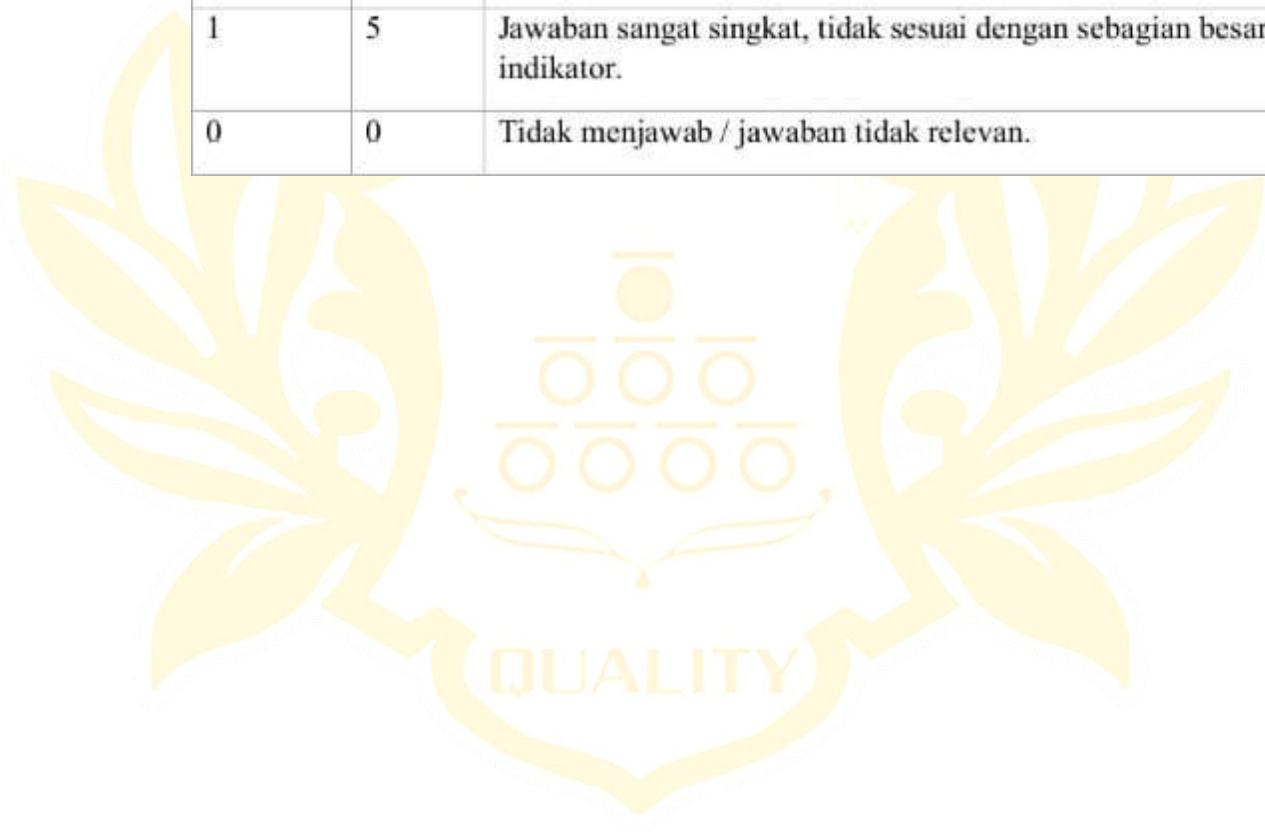 1 5 Jawaban sangat singkat, tidak sesuai dengan sebagian besar
indikator.
0 0 Tidak menjawab / jawaban tidak relevan.
QUALITY